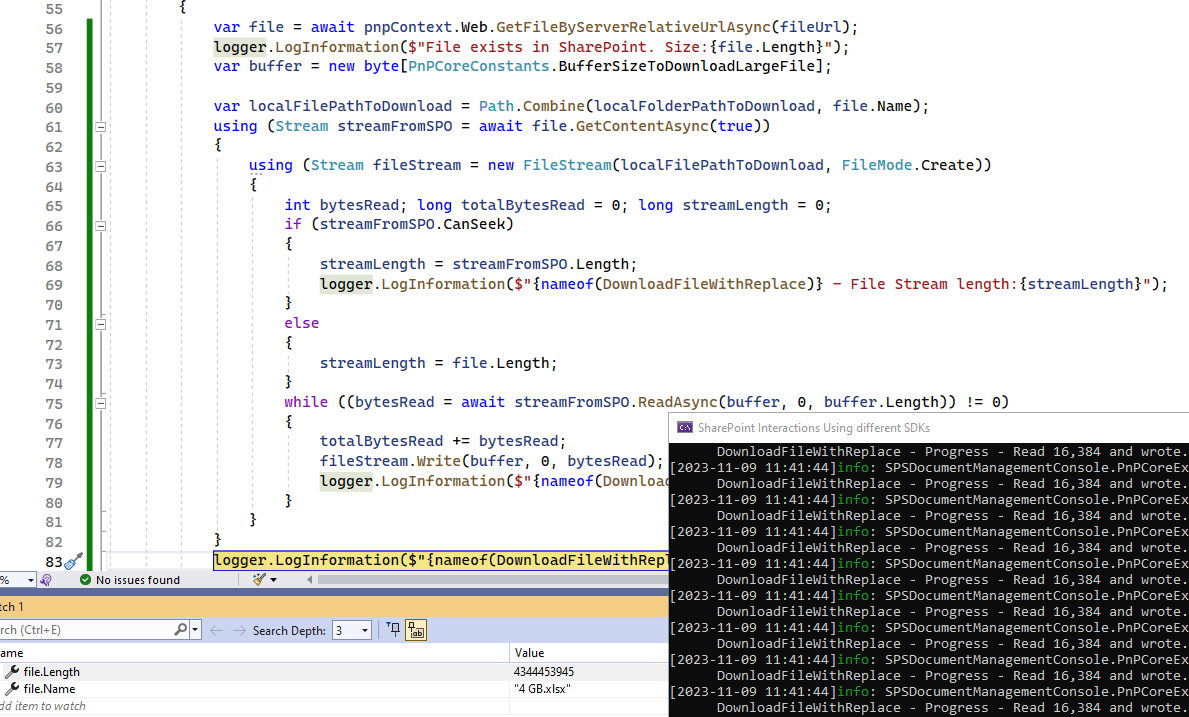 55 {
56 var file = await pnpContext.Web.GetFileByServerRelativeUrlAsync(fileUrl);
57 logger.LogInformation($"File exists in SharePoint. Size:{file.Length}");
58 var buffer = new byte[PnPCoreConstants.BufferSizeToDownloadLargeFile];
59
60 var localFilePathToDownload = Path.Combine(localFolderPathToDownload, file.Name);
61 using (Stream streamFromSPO = await file.GetContentAsync(true))
62 {
63 using (Stream fileStream = new FileStream(localFilePathToDownload, FileMode.Create))
64 {
65 int bytesRead; long totalBytesRead = 0; long streamLength = 0;
66 if (streamFromSPO.CanSeek)
67 {
68 streamLength = streamFromSPO.Length;
69 logger.LogInformation($"{nameof(DownloadFileWithReplace)} - File Stream length:{streamLength}");
70 }
71 else
72 {
73 streamLength = file.Length;
74 }
75 while ((bytesRead = await streamFromSPO.ReadAsync(buffer, 0, buffer.Length)) != 0)
76 {
77 totalBytesRead += bytesRead;
78 fileStream.Write(buffer, 0, bytesRead);
79 logger.LogInformation($"{nameof(Downloa
80 }
81 }
82 }
83 logger.LogInformation($"{nameof(DownloadFileWithRepl
% No issues found
tch 1
rch (Ctrl+E) Search Depth: 3
ame Value
file.Length 4344453945
file.Name "4 GB.xlsx"
dd item to watch
SharePoint Interactions Using different SDKs
DownloadFileWithReplace - Progress - Read 16,384 and wrote.
[2023-11-09 11:41:44]info: SPSDocumentManagementConsole.PnPCoreEx
DownloadFileWithReplace - Progress - Read 16,384 and wrote.
[2023-11-09 11:41:44]info: SPSDocumentManagementConsole.PnPCoreEx
DownloadFileWithReplace - Progress - Read 16,384 and wrote.
[2023-11-09 11:41:44]info: SPSDocumentManagementConsole.PnPCoreEx
DownloadFileWithReplace - Progress - Read 16,384 and wrote.
[2023-11-09 11:41:44]info: SPSDocumentManagementConsole.PnPCoreEx
DownloadFileWithReplace - Progress - Read 16,384 and wrote.
[2023-11-09 11:41:44]info: SPSDocumentManagementConsole.PnPCoreEx
DownloadFileWithReplace - Progress - Read 16,384 and wrote.
[2023-11-09 11:41:44]info: SPSDocumentManagementConsole.PnPCoreEx
DownloadFileWithReplace - Progress - Read 16,384 and wrote.
[2023-11-09 11:41:44]info: SPSDocumentManagementConsole.PnPCoreEx
DownloadFileWithReplace - Progress - Read 16,384 and wrote.
[2023-11-09 11:41:44]info: SPSDocumentManagementConsole.PnPCoreEx
DownloadFileWithReplace - Progress - Read 16,384 and wrote.